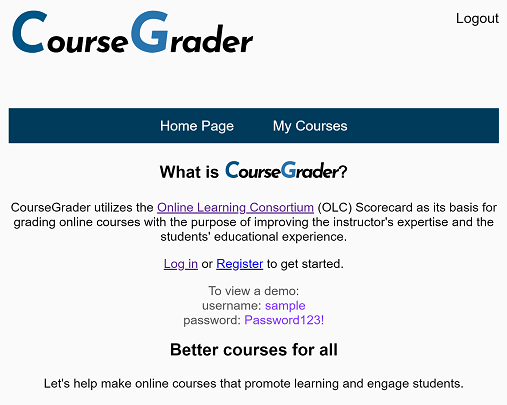 CourseGrader
Logout
Home Page My Courses
What is CourseGrader?
CourseGrader utilizes the Online Learning Consortium (OLC) Scorecard as its basis for
grading online courses with the purpose of improving the instructor's expertise and the
students' educational experience.
Log in or Register to get started.
To view a demo:
username: sample
password: Password123!
Better courses for all
Let's help make online courses that promote learning and engage students.